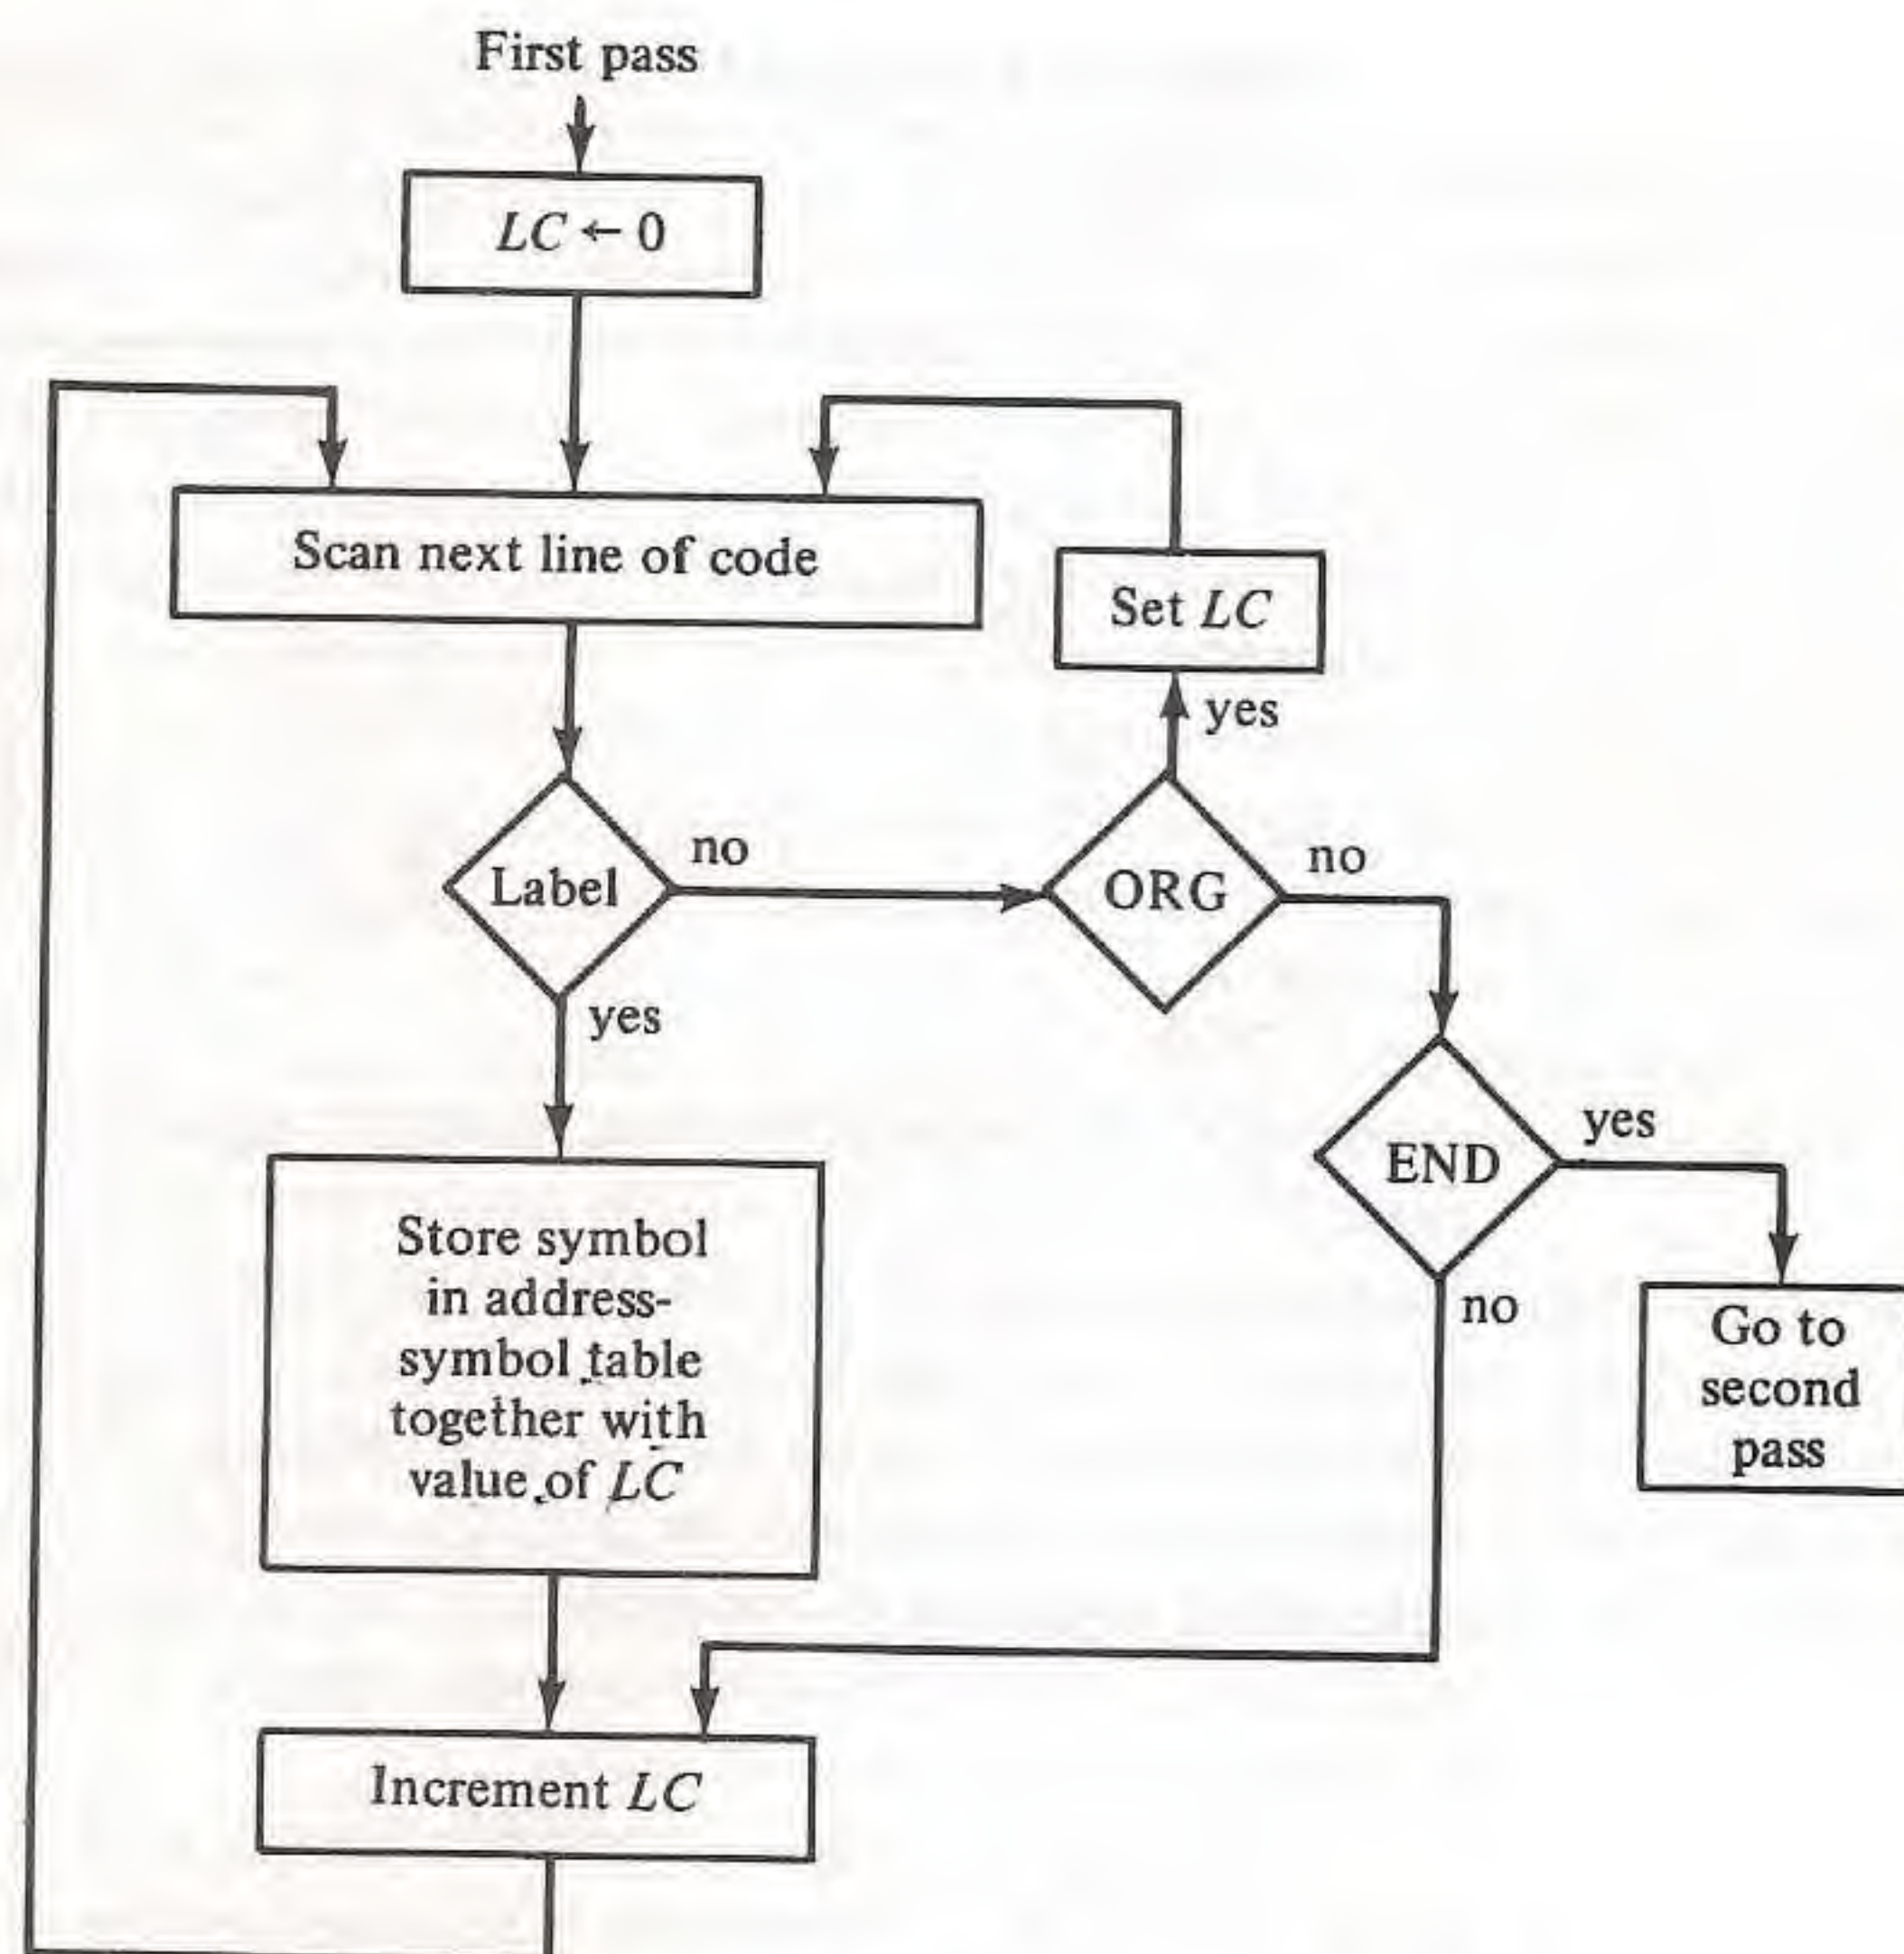 First pass
LC ← 0
Scan next line of code
Set LC
yes
Label
no
ORG
no
yes
END
yes
no
Store symbol
in address-
symbol table
together with
value of LC
Go to
second
pass
Increment LC